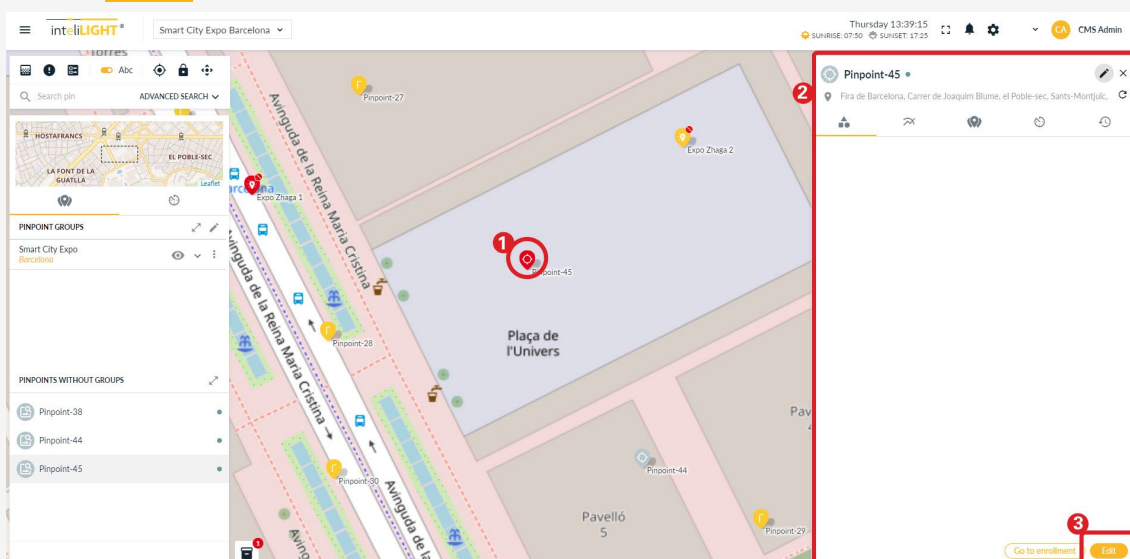 inteliLIGHT®
Smart City Expo Barcelona
Thursday 13:39:15
SUNRISE: 07:50 SUNSET: 17:25
CA
CMS Admin
Abc
Search pin
ADVANCED SEARCH
HOSTAFRANCS
EL POBLE-SEC
LA FONT DE LA
GUATLLA
Leaflet
PINPOINT GROUPS
Smart City Expo
Barcelona
PINPOINTS WITHOUT GROUPS
Pinpoint-38
Pinpoint-44
Pinpoint-45
Torres
Pinpoint-27
Expo Zhaga 2
Expo Zhaga 1
Avinguda de la Reina Maria Cristina
1
Pinpoint-45
Plaça de
l'Univers
Pinpoint-28
Avinguda de la Reina Maria Cristina
Pinpoint-30
Avinguda de la
Pinpoint-44
Pavelló
5
Pinpoint-29
Pav
Avino
1
2
Pinpoint-45
Fira de Barcelona, Carrer de Joaquim Blume, el Poble-sec, Sants-Montjuïc,
3
Go to enrollment
Edit